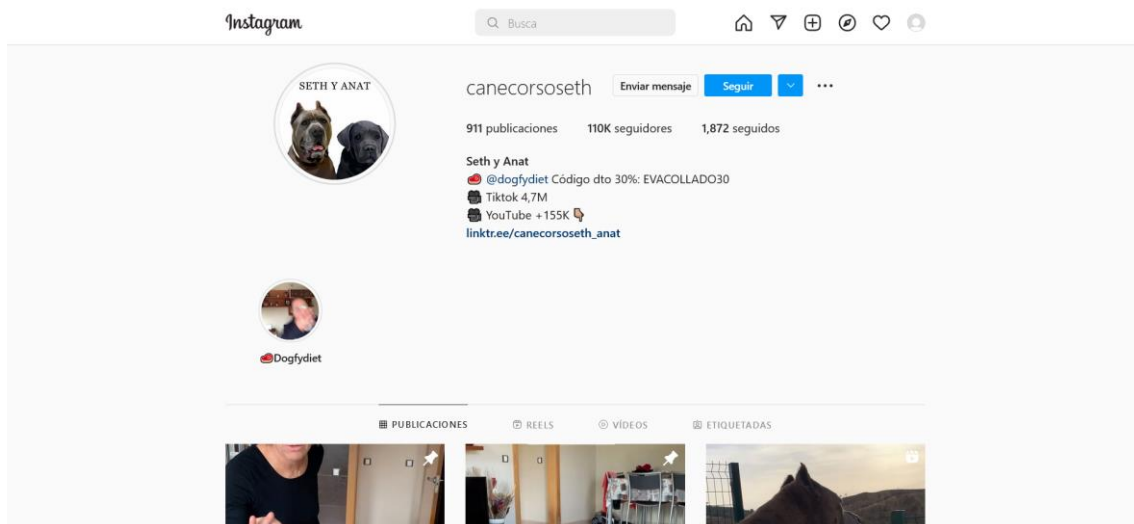 Instagram
Busca
SETH Y ANAT
canecorsoseth Enviar mensaje Seguir
911 publicaciones 110K seguidores 1,872 seguidos
Seth y Anat
@dogfydiet Código dto 30%: EVACOLLADO30
Tiktok 4,7M
YouTube +155K
linktr.ee/canecorsoseth_anat
Dogfydiet
PUBLICACIONES REELS VÍDEOS ETIQUETADAS